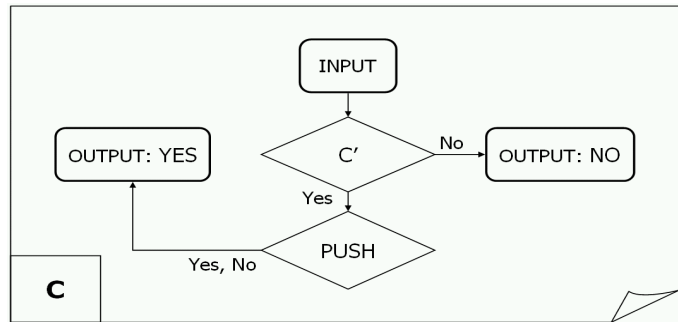 INPUT
OUTPUT: YES
C′
No
OUTPUT: NO
Yes
PUSH
Yes, No
C